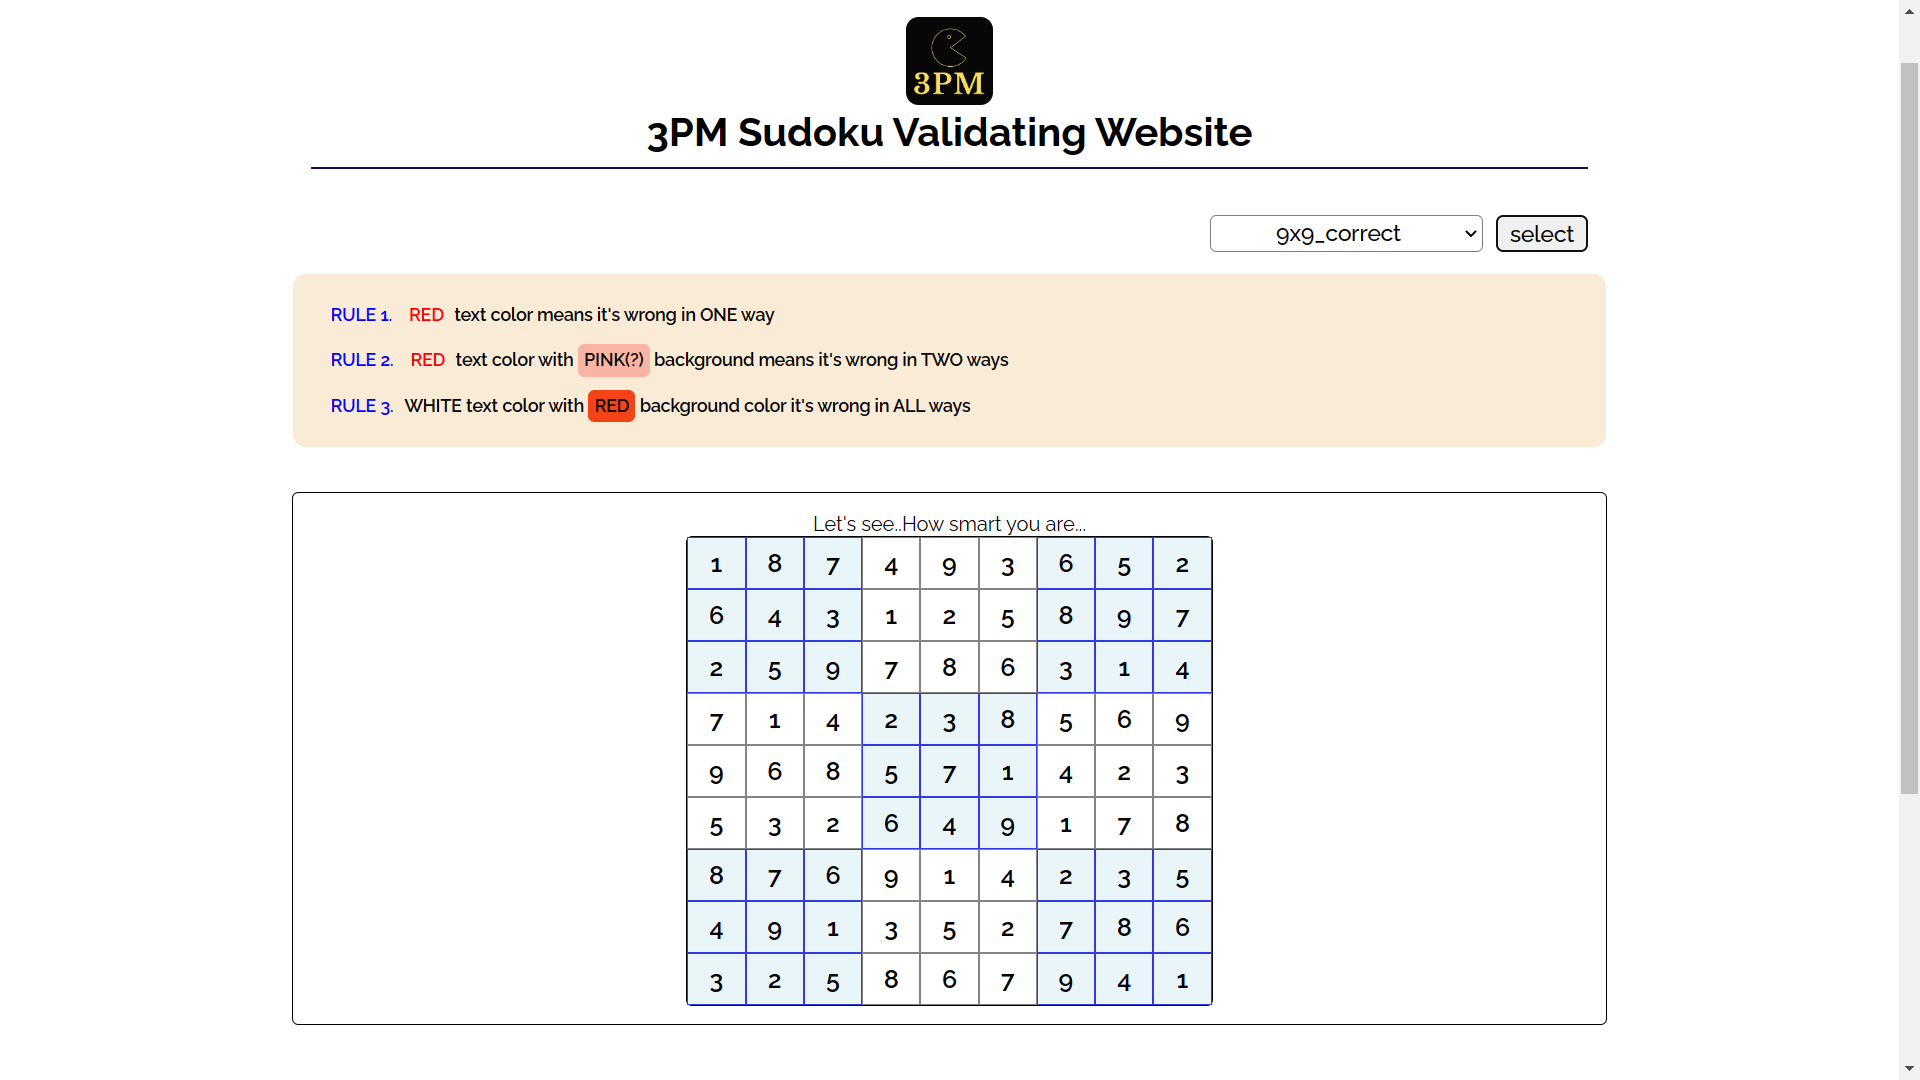 3PM
3PM Sudoku Validating Website
9x9_correct select
RULE 1. RED text color means it's wrong in ONE way
RULE 2. RED text color with PINK(?) background means it's wrong in TWO ways
RULE 3. WHITE text color with RED background color it's wrong in ALL ways
Let's see..How smart you are...
1 8 7 4 9 3 6 5 2
6 4 3 1 2 5 8 9 7
2 5 9 7 8 6 3 1 4
7 1 4 2 3 8 5 6 9
9 6 8 5 7 1 4 2 3
5 3 2 6 4 9 1 7 8
8 7 6 9 1 4 2 3 5
4 9 1 3 5 2 7 8 6
3 2 5 8 6 7 9 4 1